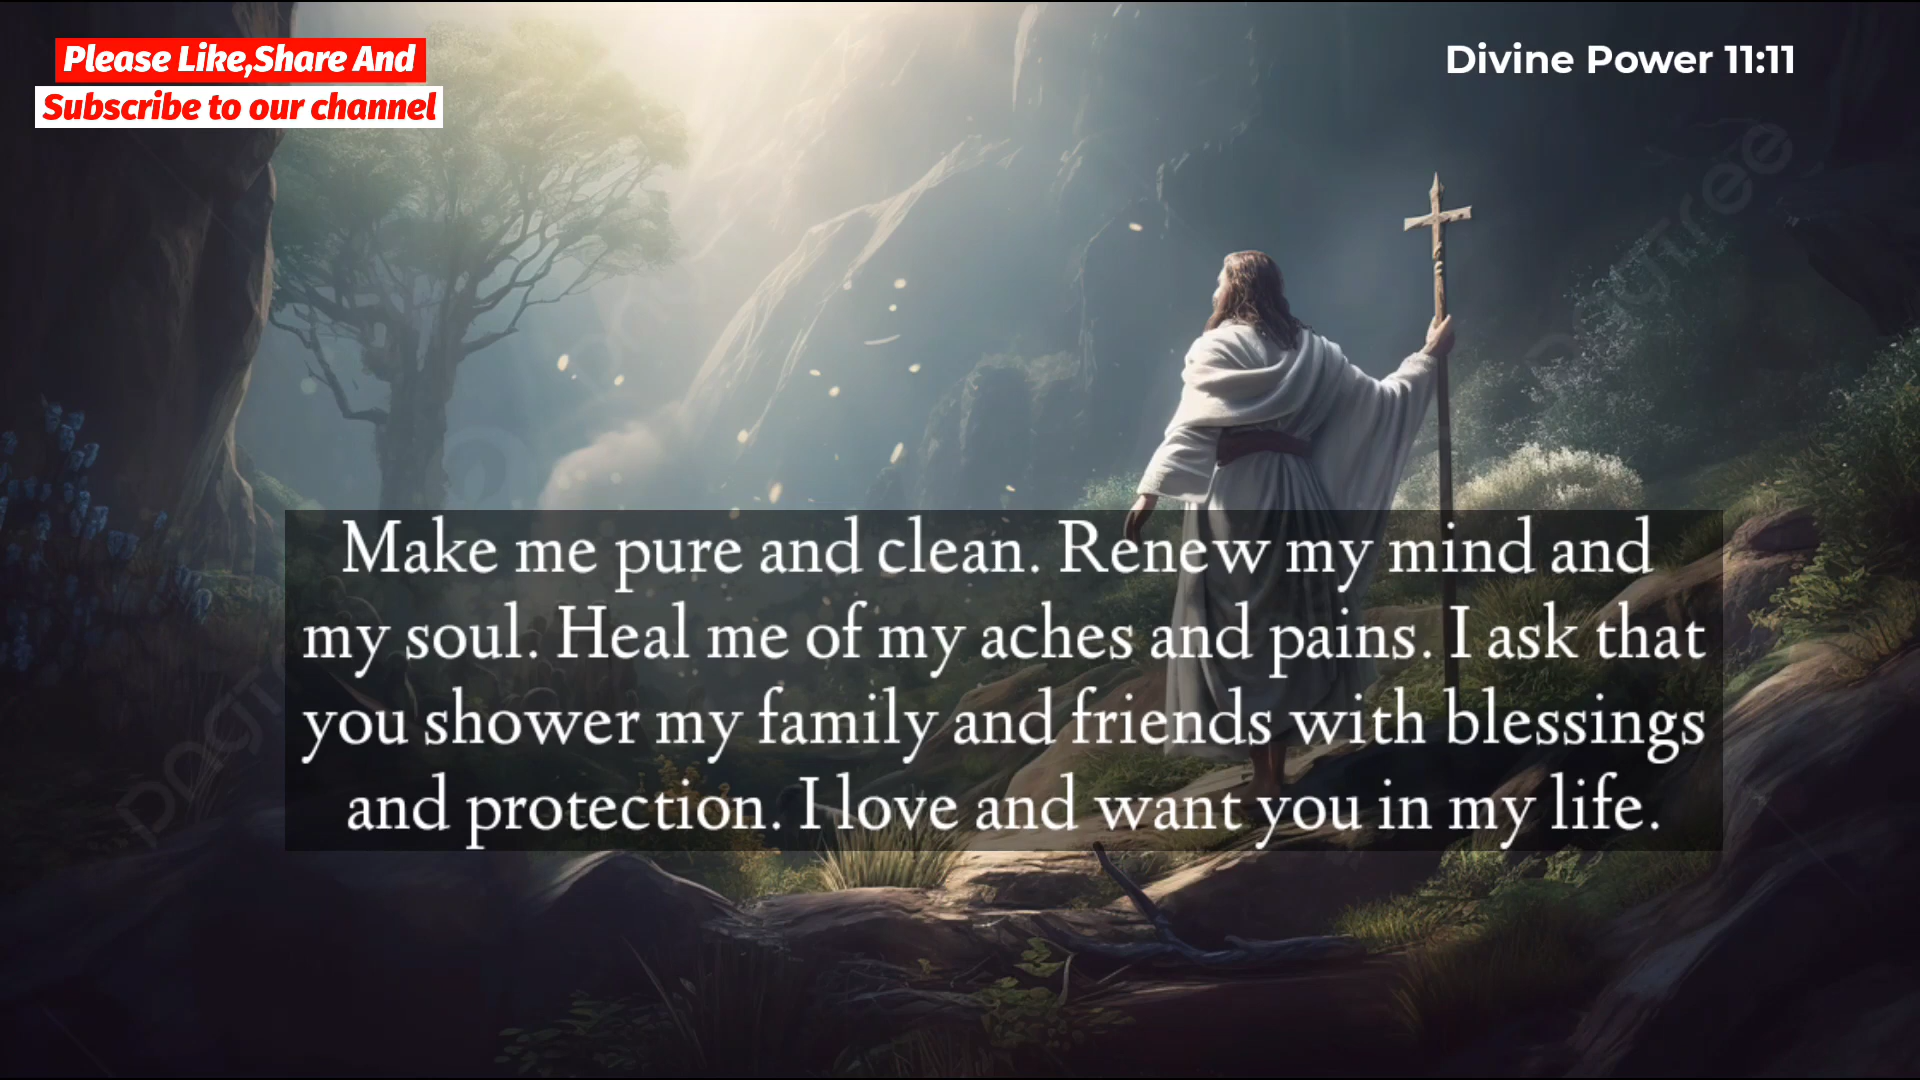 Please Like,Share And
Subscribe to our channel
Divine Power 11:11
Make me pure and clean. Renew my mind and
my soul. Heal me of my aches and pains. I ask that
you shower my family and friends with blessings
and protection. I love and want you in my life.
pngtree